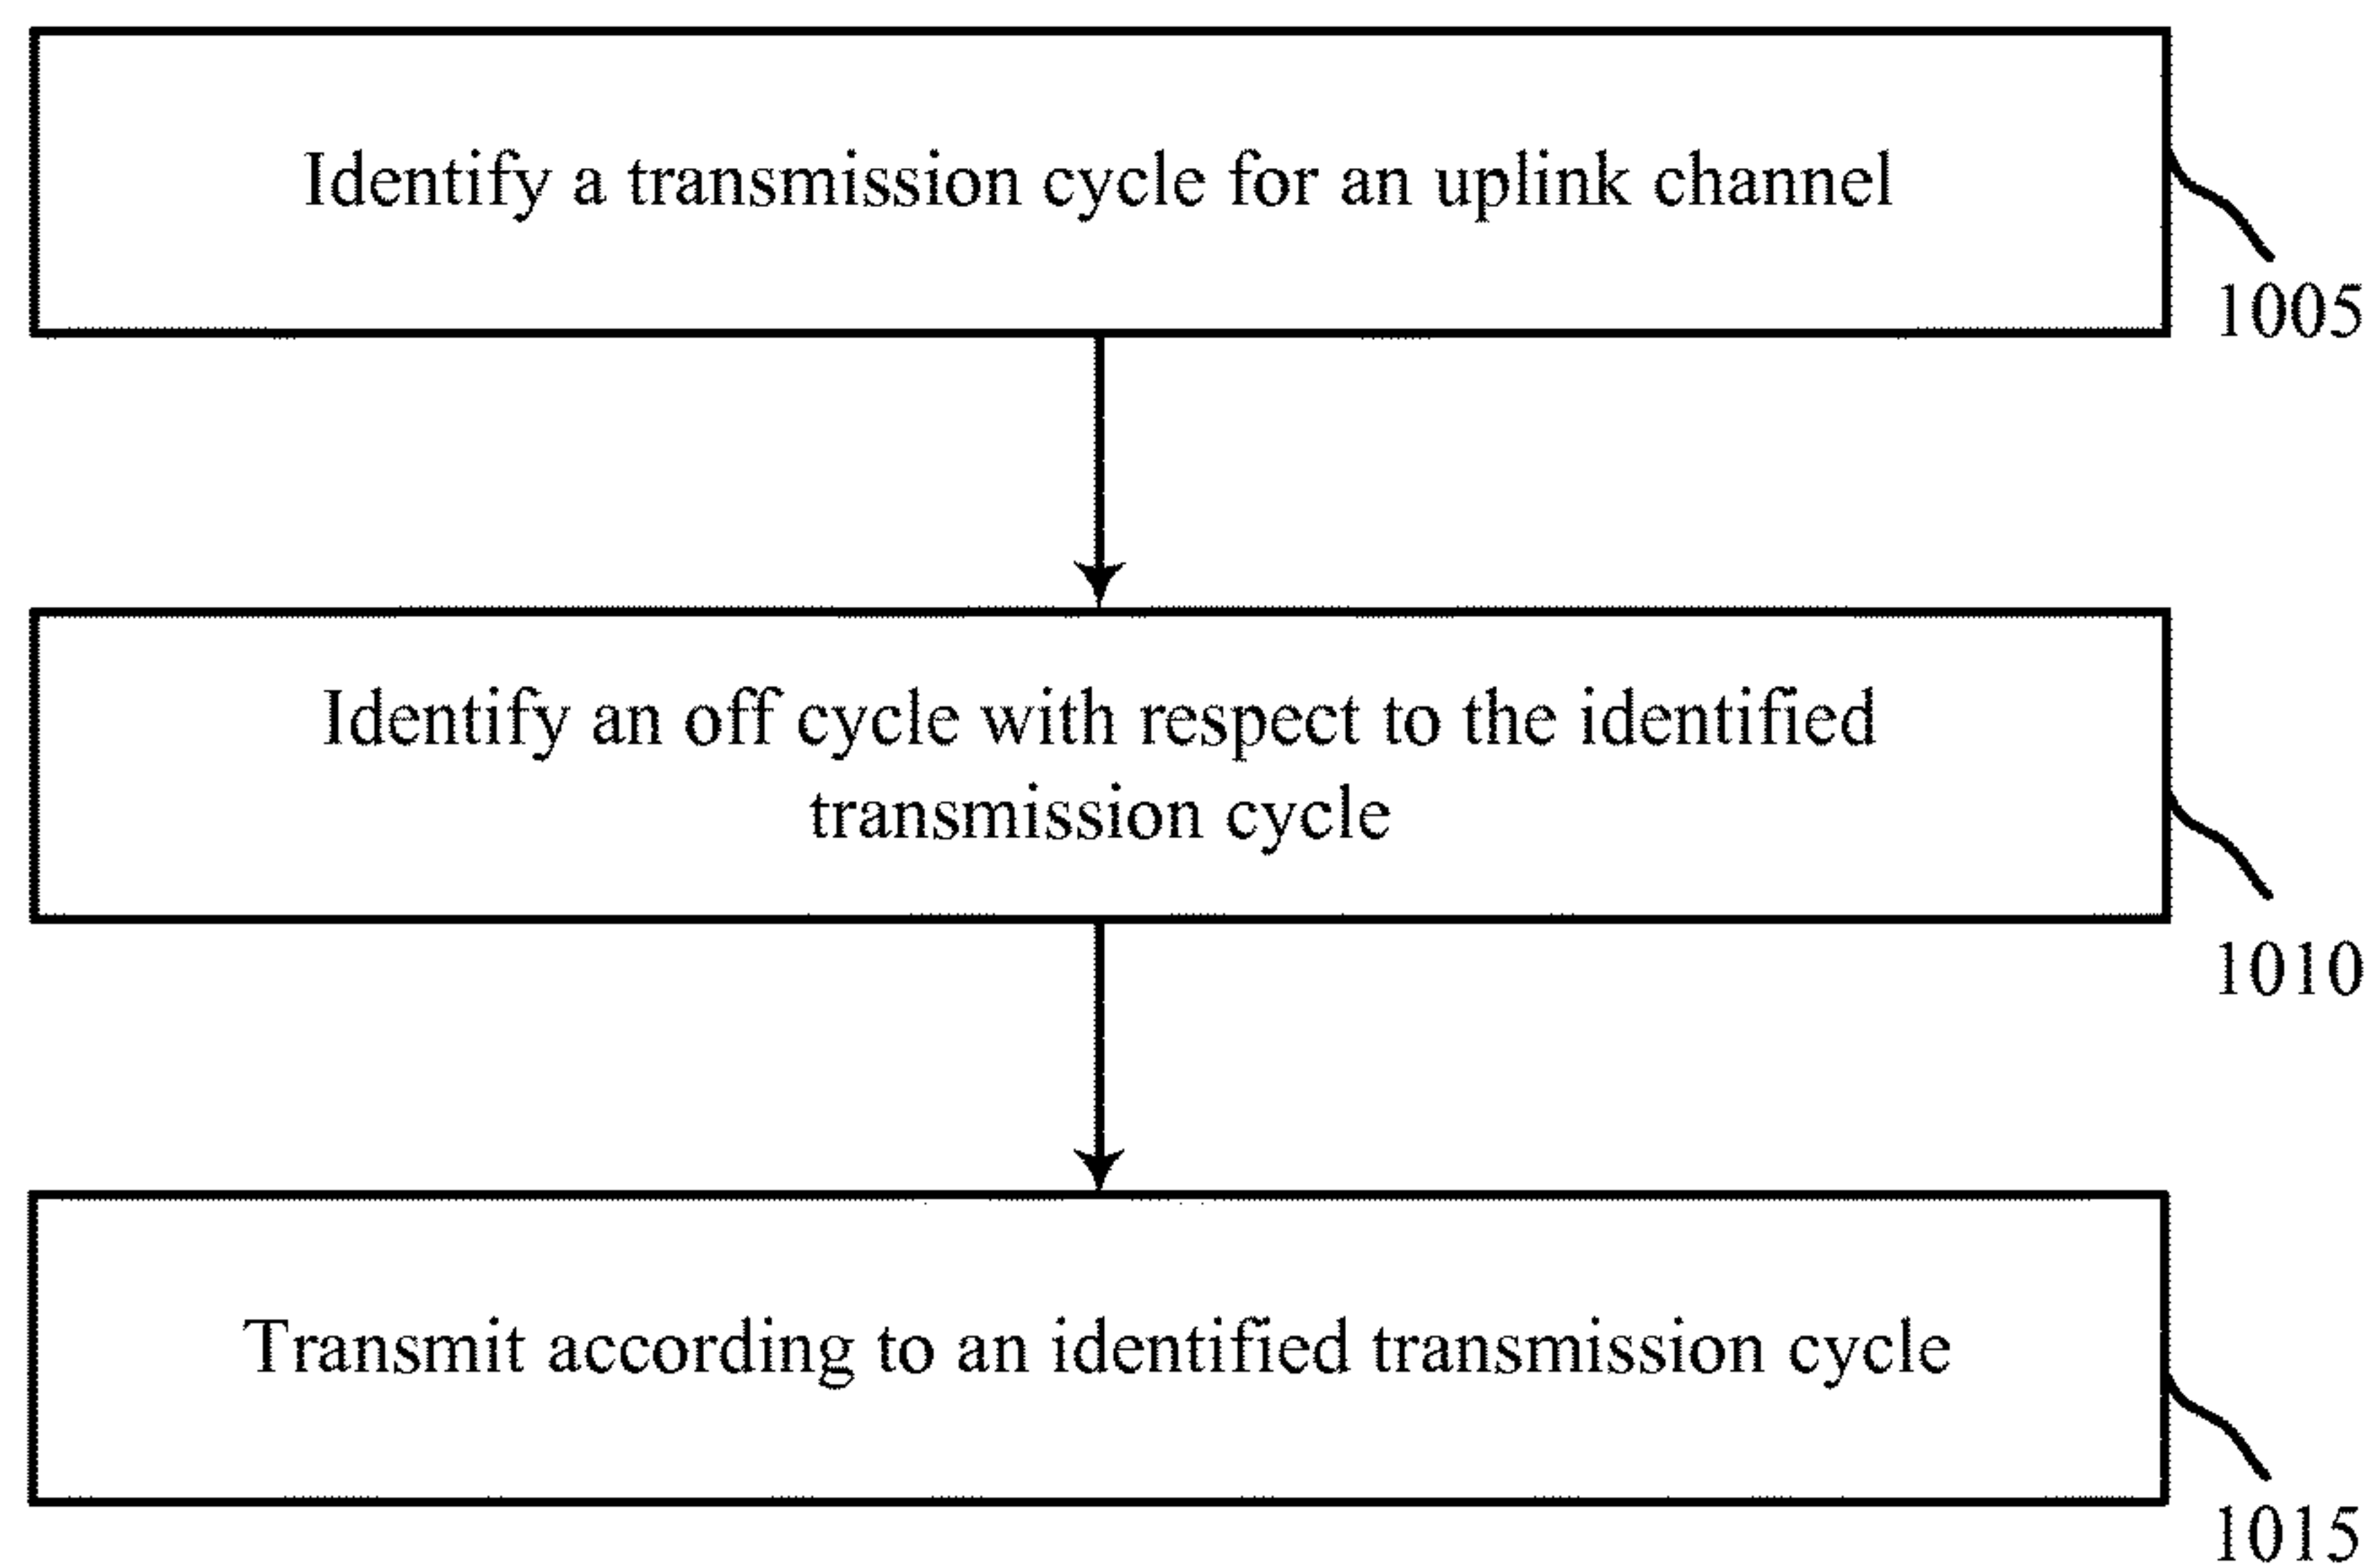 Identify a transmission cycle for an uplink channel
1005
Identify an off cycle with respect to the identified
transmission cycle
1010
Transmit according to an identified transmission cycle
1015